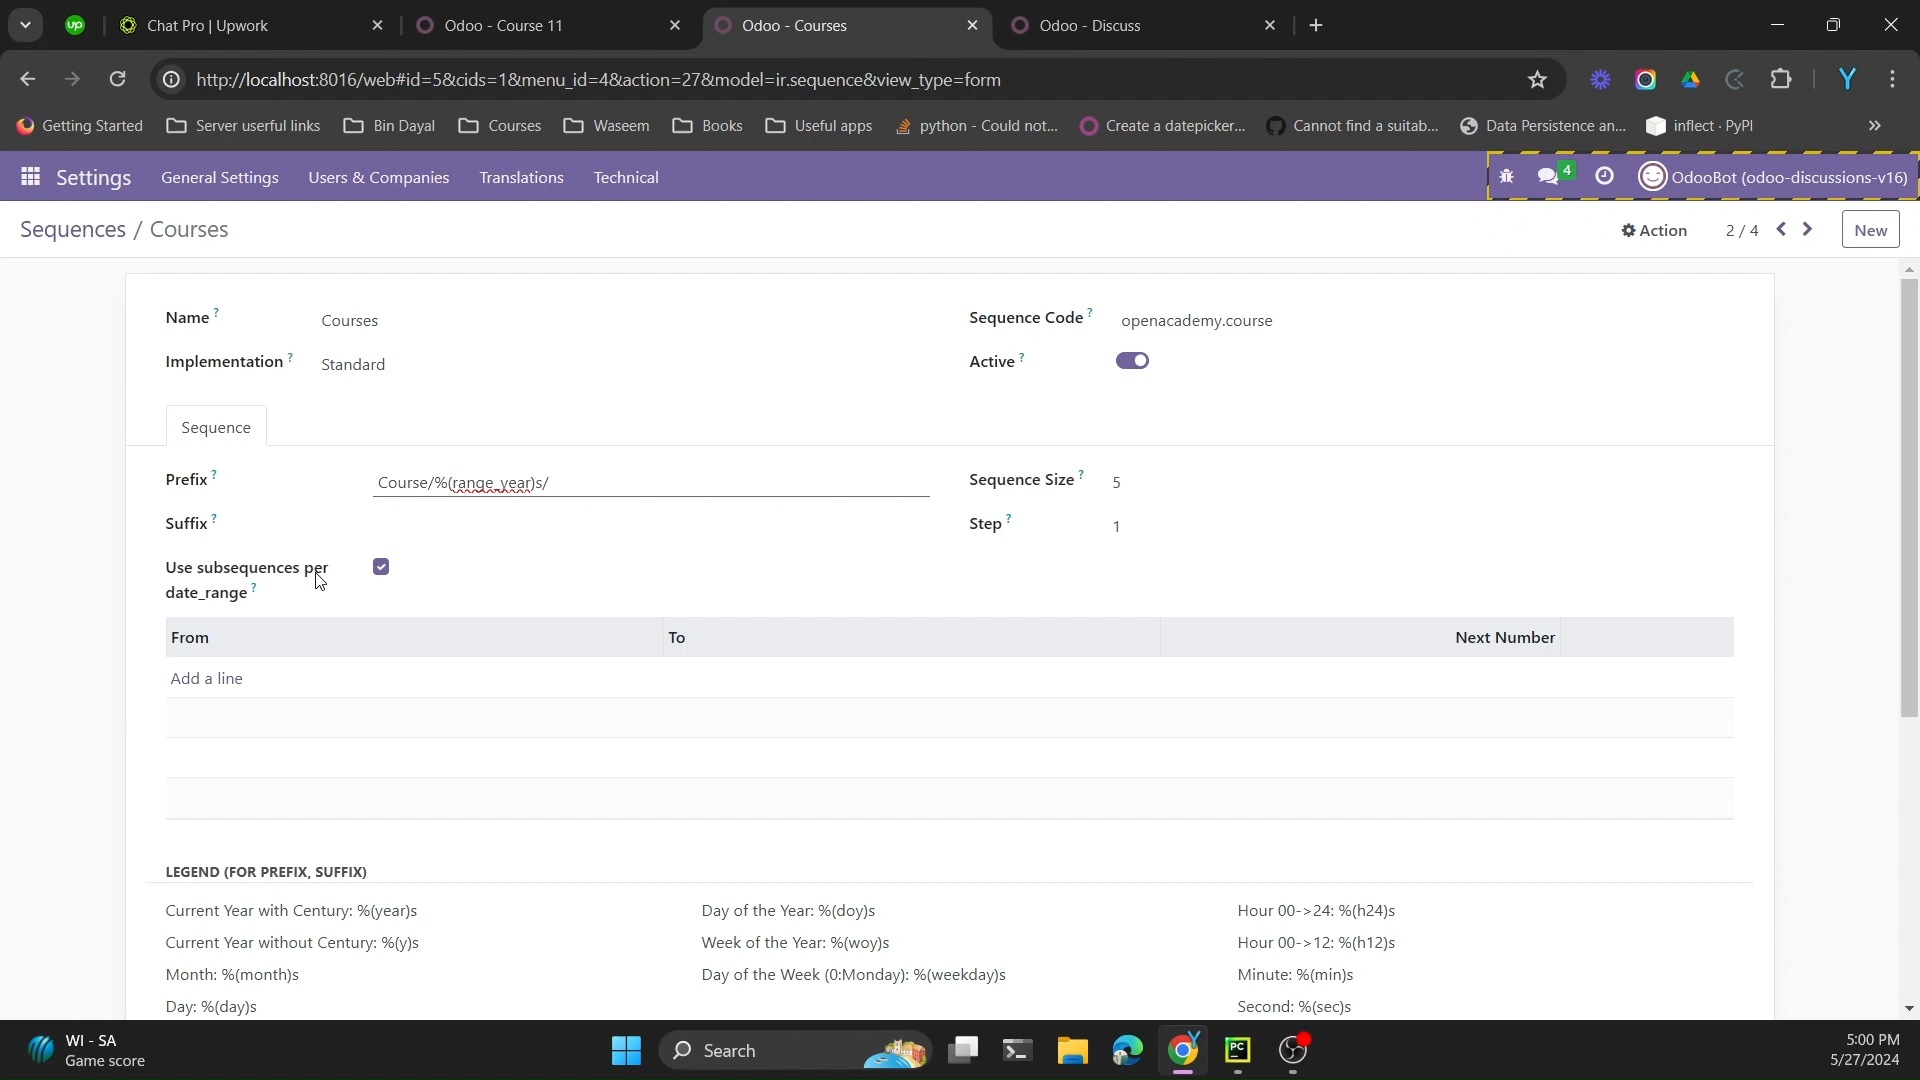 Chat Pro | Upwork
Odoo - Course 11
Odoo - Courses
Odoo - Discuss
http://localhost:8016/web#id=5&cids=1&menu_id=4&action=27&model=ir.sequence&view_type=form
Y
Getting Started
Server userful links
Bin Dayal
Courses
Waseem
Books
Useful apps
python - Could not...
Create a datepicker...
Cannot find a suitab...
Data Persistence an...
inflect · PyPI
»
Settings
General Settings
Users & Companies
Translations
Technical
4
OdooBot (odoo-discussions-v16)
Sequences / Courses
Action
2 / 4
New
Name ?
Courses
Sequence Code ?
openacademy.course
Implementation ?
Standard
Active ?
Sequence
Prefix ?
Course/%(range_year)s/
Sequence Size ?
5
Suffix ?
Step ?
1
Use subsequences per
date_range ?
From
To
Next Number
Add a line
LEGEND (FOR PREFIX, SUFFIX)
Current Year with Century: %(year)s
Day of the Year: %(doy)s
Hour 00->24: %(h24)s
Current Year without Century: %(y)s
Week of the Year: %(woy)s
Hour 00->12: %(h12)s
Month: %(month)s
Day of the Week (0:Monday): %(weekday)s
Minute: %(min)s
Day: %(day)s
Second: %(sec)s
WI - SA
Game score
Search
PC
5:00 PM
5/27/2024